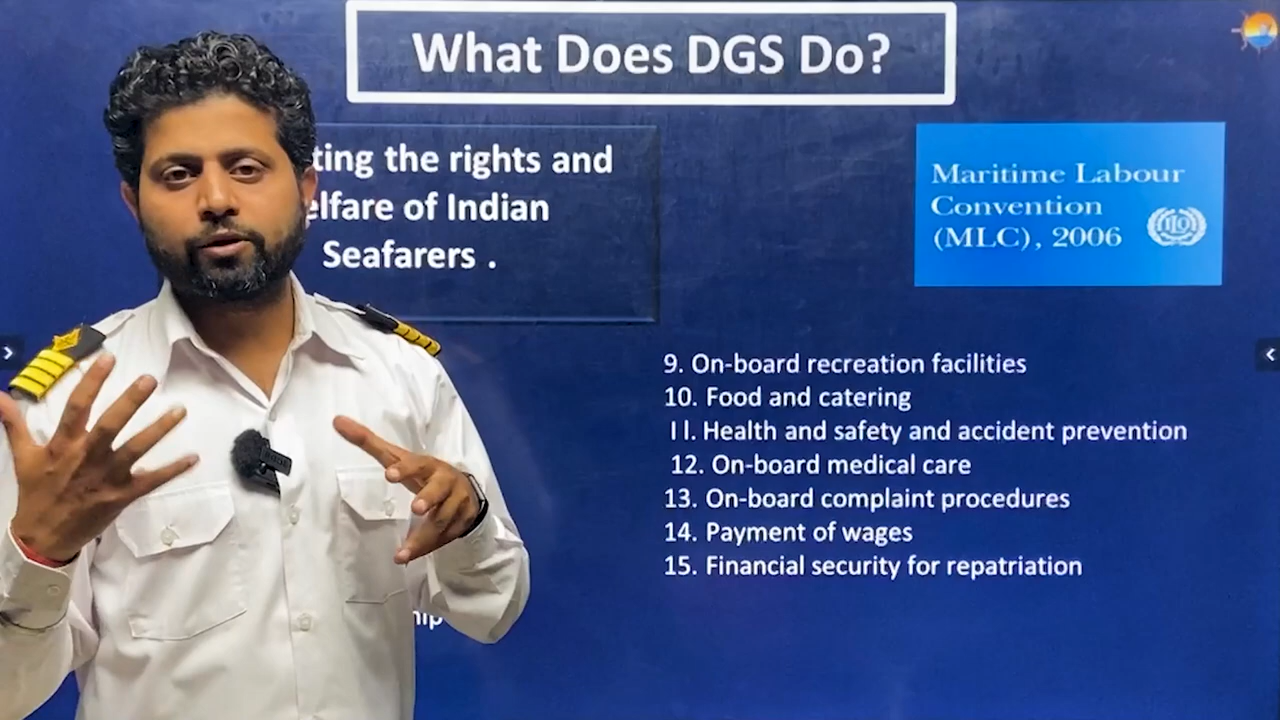 What Does DGS Do?
ting the rights and
elfare of Indian
Seafarers .
Maritime Labour
Convention
(MLC), 2006
9. On-board recreation facilities
10. Food and catering
11. Health and safety and accident prevention
12. On-board medical care
13. On-board complaint procedures
14. Payment of wages
15. Financial security for repatriation
hip